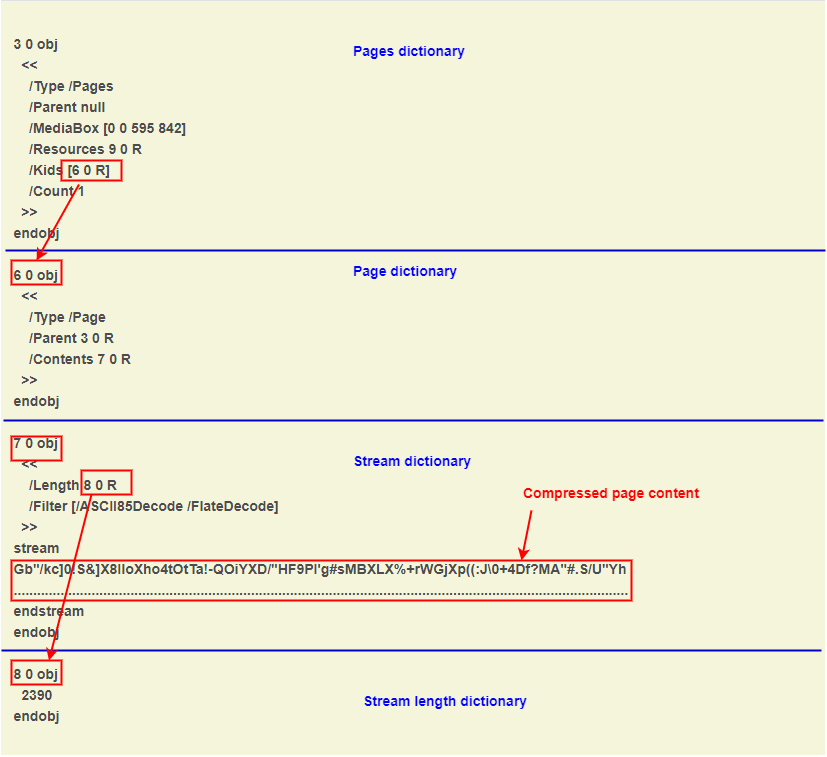 3 0 obj
Pages dictionary
<<
/Type /Pages
/Parent null
/MediaBox [0 0 595 842]
/Resources 9 0 R
/Kids [6 0 R]
/Count 1
>>
endobj
6 0 obj
Page dictionary
<<
/Type /Page
/Parent 3 0 R
/Contents 7 0 R
>>
endobj
7 0 obj
Stream dictionary
<<
/Length 8 0 R
Compressed page content
/Filter [/ASCII85Decode /FlateDecode]
>>
stream
Gb"/kc]0!S&]X8lloXho4tOtTa!-QOiYXD/"HF9Pl'g#sMBXLX%+rWGjXp((:J\0+4Df?MA"#.S/U"Yh
................................................................................
endstream
endobj
8 0 obj
2390
Stream length dictionary
endobj